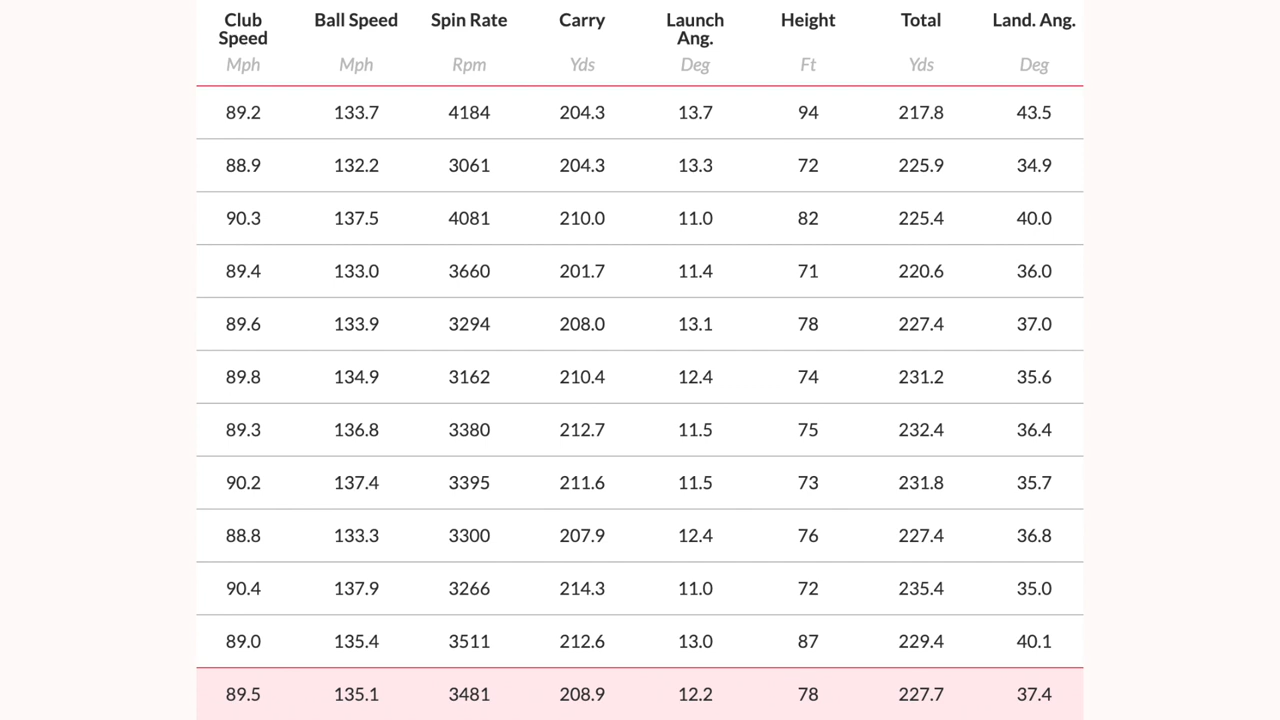 Club Speed Ball Speed Spin Rate Carry Launch Ang. Height Total Land. Ang.
Mph Mph Rpm Yds Deg Ft Yds Deg
89.2 133.7 4184 204.3 13.7 94 217.8 43.5
88.9 132.2 3061 204.3 13.3 72 225.9 34.9
90.3 137.5 4081 210.0 11.0 82 225.4 40.0
89.4 133.0 3660 201.7 11.4 71 220.6 36.0
89.6 133.9 3294 208.0 13.1 78 227.4 37.0
89.8 134.9 3162 210.4 12.4 74 231.2 35.6
89.3 136.8 3380 212.7 11.5 75 232.4 36.4
90.2 137.4 3395 211.6 11.5 73 231.8 35.7
88.8 133.3 3300 207.9 12.4 76 227.4 36.8
90.4 137.9 3266 214.3 11.0 72 235.4 35.0
89.0 135.4 3511 212.6 13.0 87 229.4 40.1
89.5 135.1 3481 208.9 12.2 78 227.7 37.4